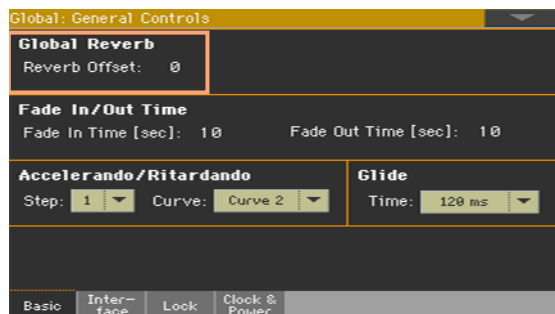 Global: General Controls
Global Reverb
Reverb Offset: 0
Fade In/Out Time
Fade In Time [sec]: 10 Fade Out Time [sec]: 10
Accelerando/Ritardando Glide
Step: 1 Curve: Curve 2 Time: 120 ms
Basic Inter-
face Lock Clock &
Power